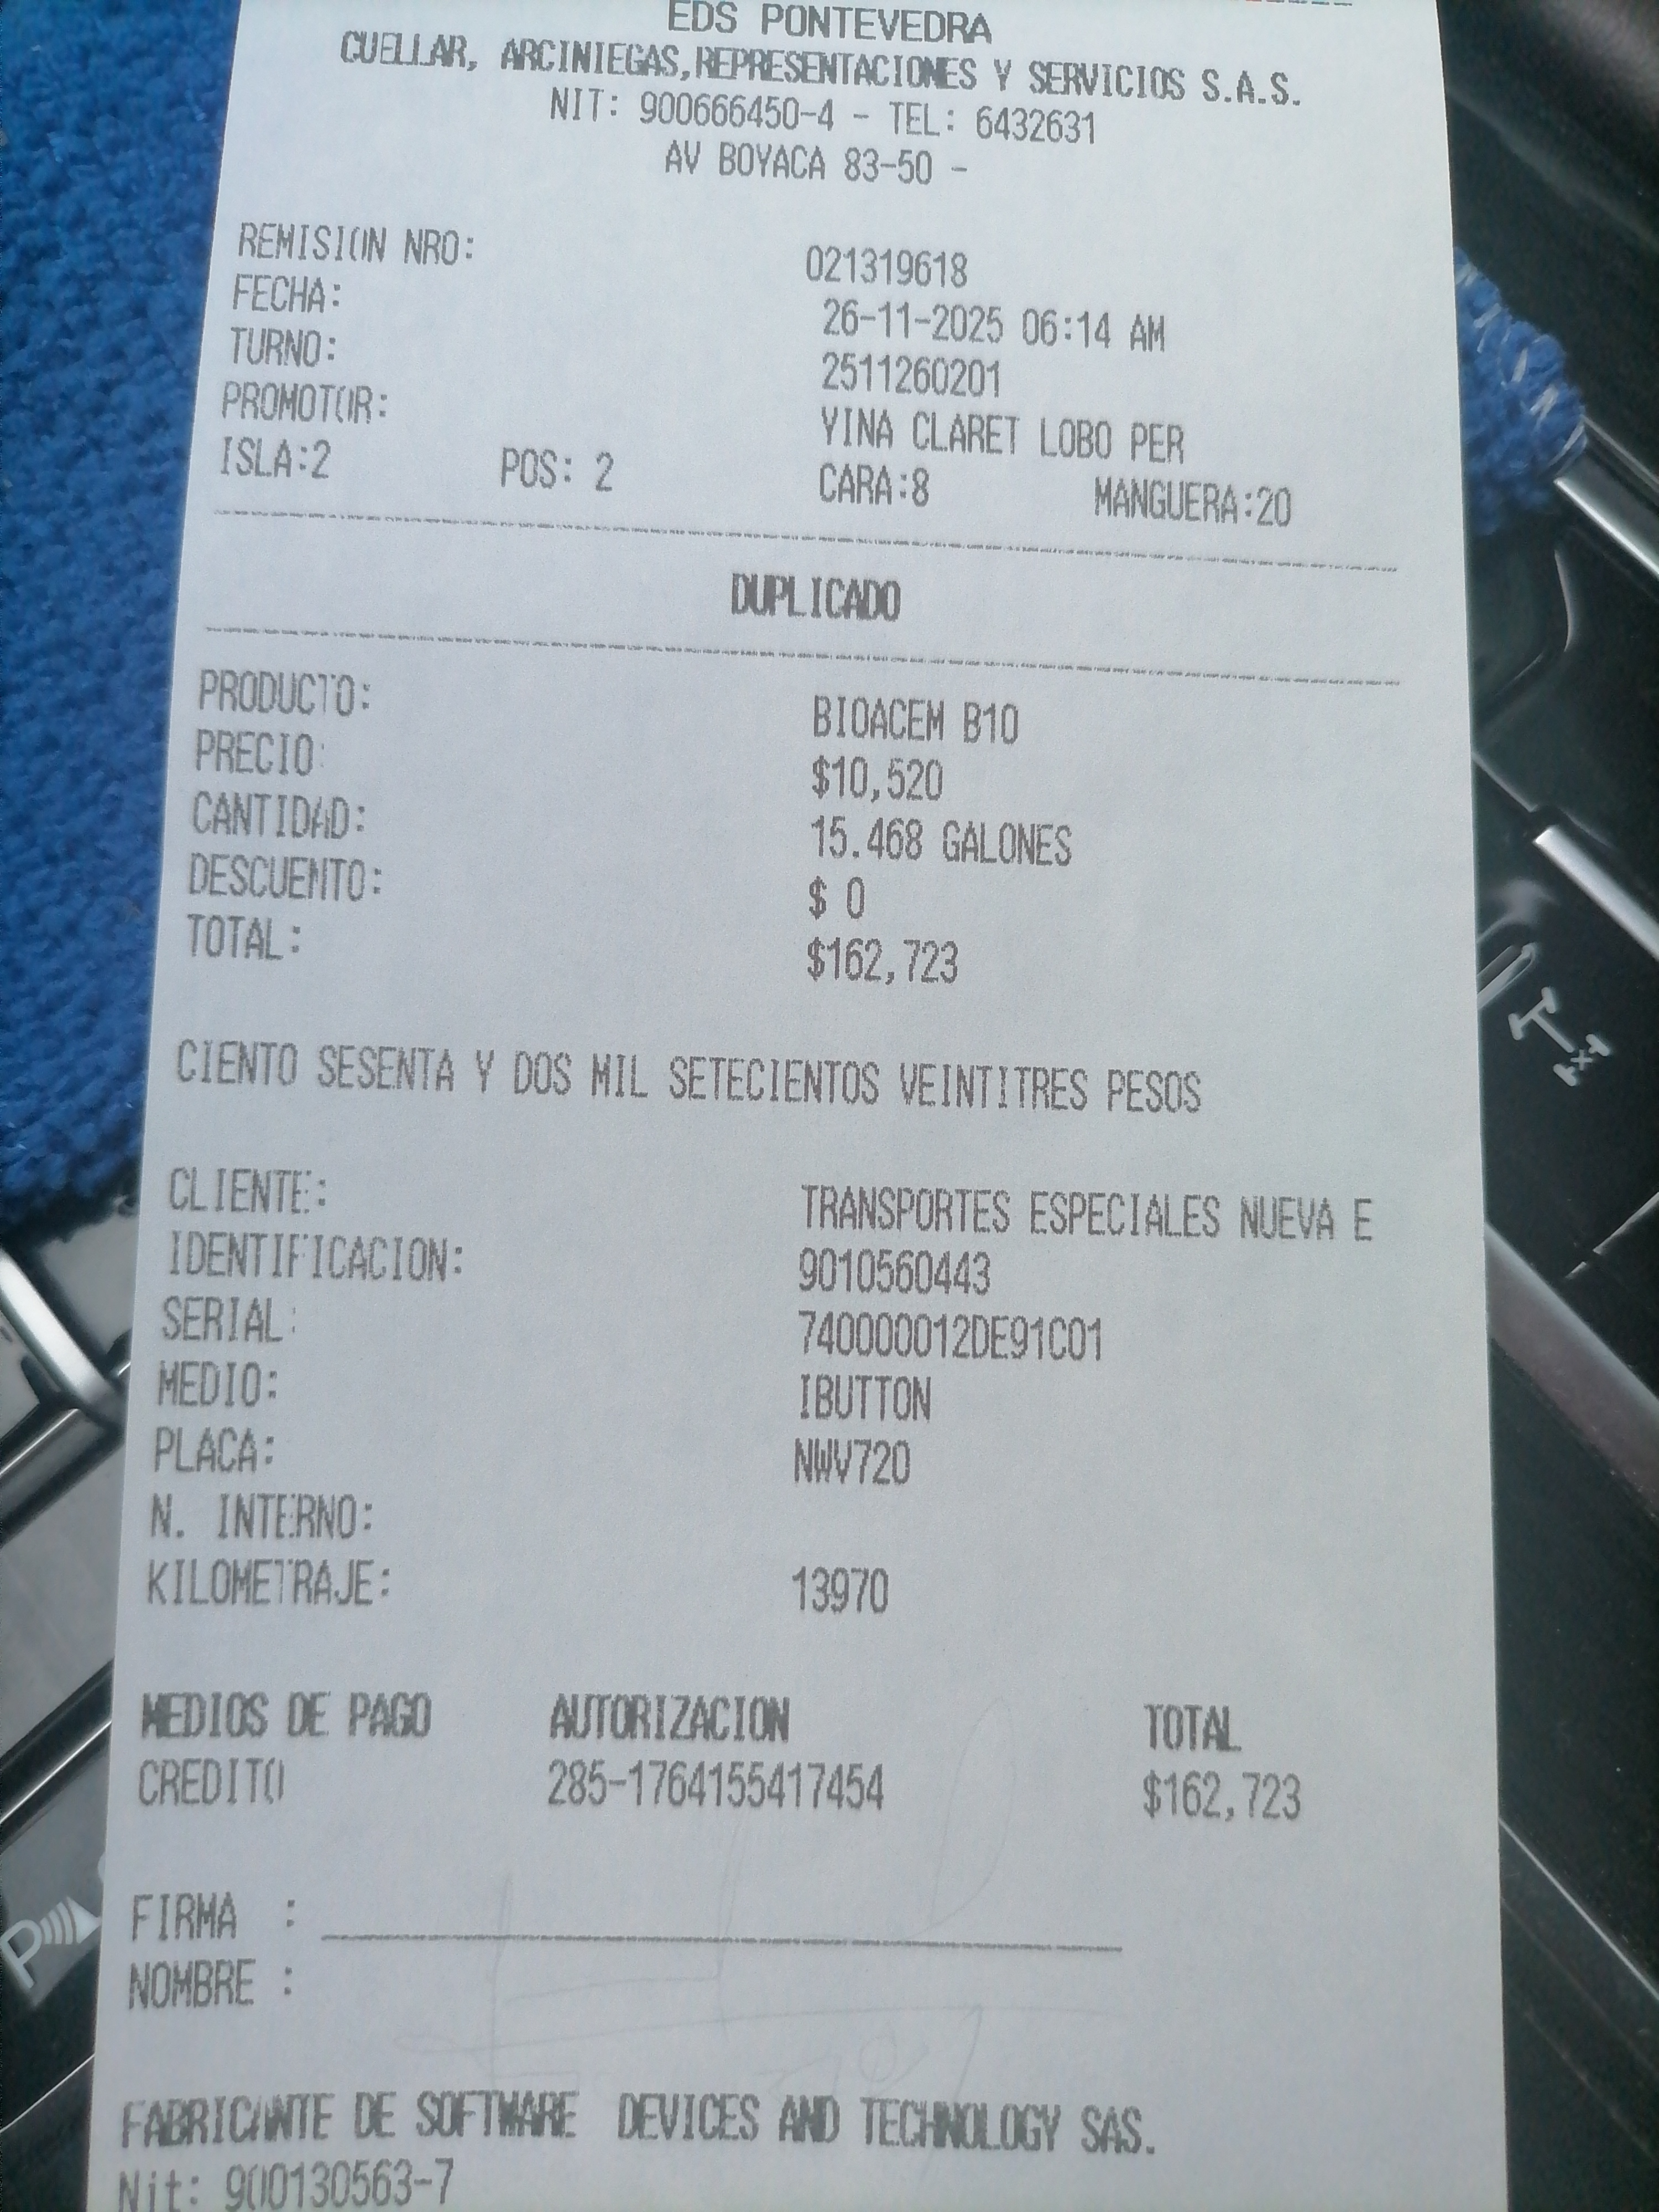 EDS PONTEVEDRA
CUELLAR, ARCINIEGAS,REPRESENTACIONES Y SERVICIOS S.A.S.
NIT: 900666450-4 - TEL: 6432631
AV BOYACA 83-50 -
REMISION NRO: 021319618
FECHA: 26-11-2025 06:14 AM
TURNO: 2511260201
PROMOTOR: YINA CLARET LOBO PER
ISLA:2 POS: 2 CARA:8 MANGUERA:20
DUPLICADO
PRODUCTO: BIOACEM B10
PRECIO: $10,520
CANTIDAD: 15.468 GALONES
DESCUENTO: $ 0
TOTAL: $162,723
CIENTO SESENTA Y DOS MIL SETECIENTOS VEINTITRES PESOS
CLIENTE: TRANSPORTES ESPECIALES NUEVA E
IDENTIFICACION: 9010560443
SERIAL: 740000012DE91C01
MEDIO: IBUTTON
PLACA: NWV720
N. INTERNO:
KILOMETRAJE: 13970
MEDIOS DE PAGO AUTORIZACION TOTAL
CREDITO 285-1764155417454 $162,723
FIRMA :
NOMBRE :
FABRICANTE DE SOFTWARE DEVICES AND TECHNOLOGY SAS.
Nit: 900130563-7
P